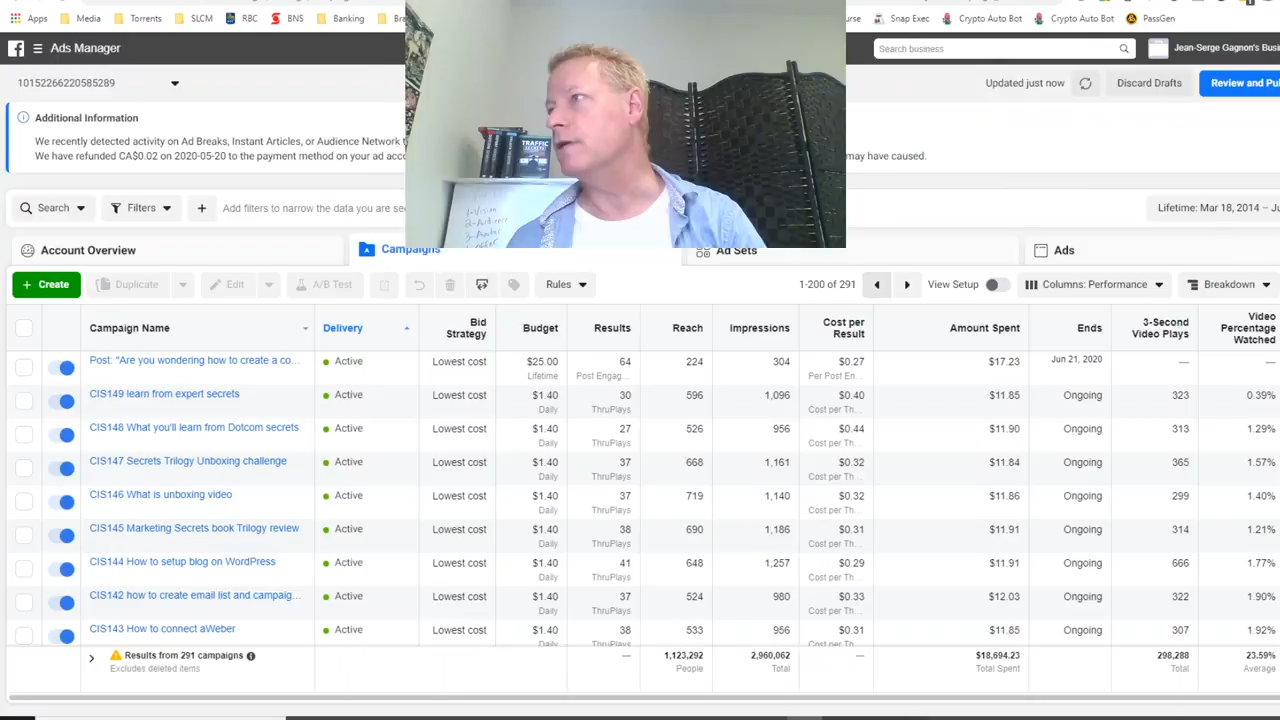 Apps Media Torrents SLCM RBC BNS Banking Snap Exec Crypto Auto Bot Crypto Auto Bot PassGen
Ads Manager
Search business
Jean-Serge Gagnon's Busi
10152266220585289
Updated just now
Discard Drafts
Review and Pu
Additional Information
We recently detected activity on Ad Breaks, Instant Articles, or Audience Network
We have refunded CA$0.02 on 2020-05-20 to the payment method on your ad acco
may have caused.
TRAFFIC
SECRETS
Search
Filters
+
Add filters to narrow the data you are se
Lifetime: Mar 18, 2014 – Ju
Account Overview
Campaigns
Ad Sets
Ads
+ Create Duplicate Edit A/B Test Rules 1-200 of 291 View Setup Columns: Performance Breakdown
Campaign Name Delivery Bid Strategy Budget Results Reach Impressions Cost per Result Amount Spent Ends 3-Second Video Plays Video Percentage Watched
Post: "Are you wondering how to create a co... Active Lowest cost $25.00 64 224 304 $0.27 $17.23 Jun 21, 2020 — —
Lifetime Post Engag... Per Post En...
CIS149 learn from expert secrets Active Lowest cost $1.40 30 596 1,096 $0.40 $11.85 Ongoing 323 0.39%
Daily ThruPlays Cost per Th...
CIS148 What you'll learn from Dotcom secrets Active Lowest cost $1.40 27 526 956 $0.44 $11.90 Ongoing 313 1.29%
Daily ThruPlays Cost per Th...
CIS147 Secrets Trilogy Unboxing challenge Active Lowest cost $1.40 37 668 1,161 $0.32 $11.84 Ongoing 365 1.57%
Daily ThruPlays Cost per Th...
CIS146 What is unboxing video Active Lowest cost $1.40 37 719 1,140 $0.32 $11.86 Ongoing 299 1.40%
Daily ThruPlays Cost per Th...
CIS145 Marketing Secrets book Trilogy review Active Lowest cost $1.40 38 690 1,186 $0.31 $11.91 Ongoing 314 1.21%
Daily ThruPlays Cost per Th...
CIS144 How to setup blog on WordPress Active Lowest cost $1.40 41 648 1,257 $0.29 $11.91 Ongoing 666 1.77%
Daily ThruPlays Cost per Th...
CIS142 how to create email list and campaig... Active Lowest cost $1.40 37 524 980 $0.33 $12.03 Ongoing 322 1.90%
Daily ThruPlays Cost per Th...
CIS143 How to connect aWeber Active Lowest cost $1.40 38 533 956 $0.31 $11.85 Ongoing 307 1.92%
Daily ThruPlays Cost per Th...
Results from 291 campaigns — 1,123,292 2,960,062 — $18,694.23 298,288 23.59%
Excludes deleted items People Total Total Spent Total Average